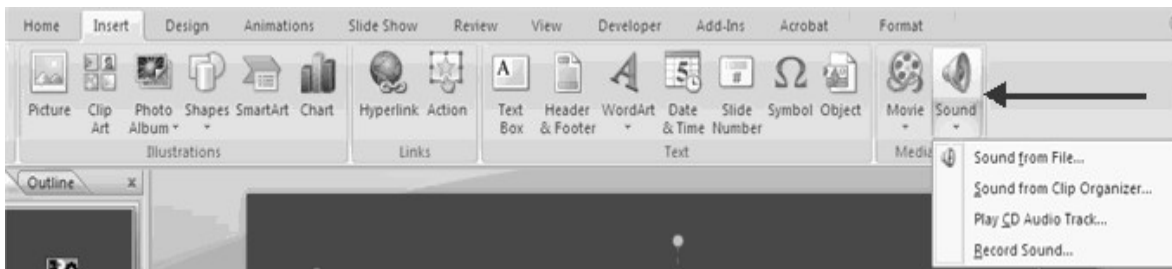 Home Insert Design Animations Slide Show Review View Developer Add-Ins Acrobat Format
Picture Clip Art Photo Album Shapes SmartArt Chart Hyperlink Action Text Box Header & Footer WordArt Date & Time Slide Number Symbol Object Movie Sound
Illustrations Links Text Media
Outline x
Sound from File...
Sound from Clip Organizer...
Play CD Audio Track...
Record Sound...